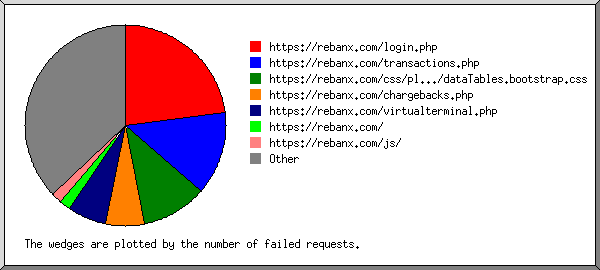 https://rebanx.com/login.php
https://rebanx.com/transactions.php
https://rebanx.com/css/pl.../dataTables.bootstrap.css
https://rebanx.com/chargebacks.php
https://rebanx.com/virtualterminal.php
https://rebanx.com/
https://rebanx.com/js/
Other
The wedges are plotted by the number of failed requests.